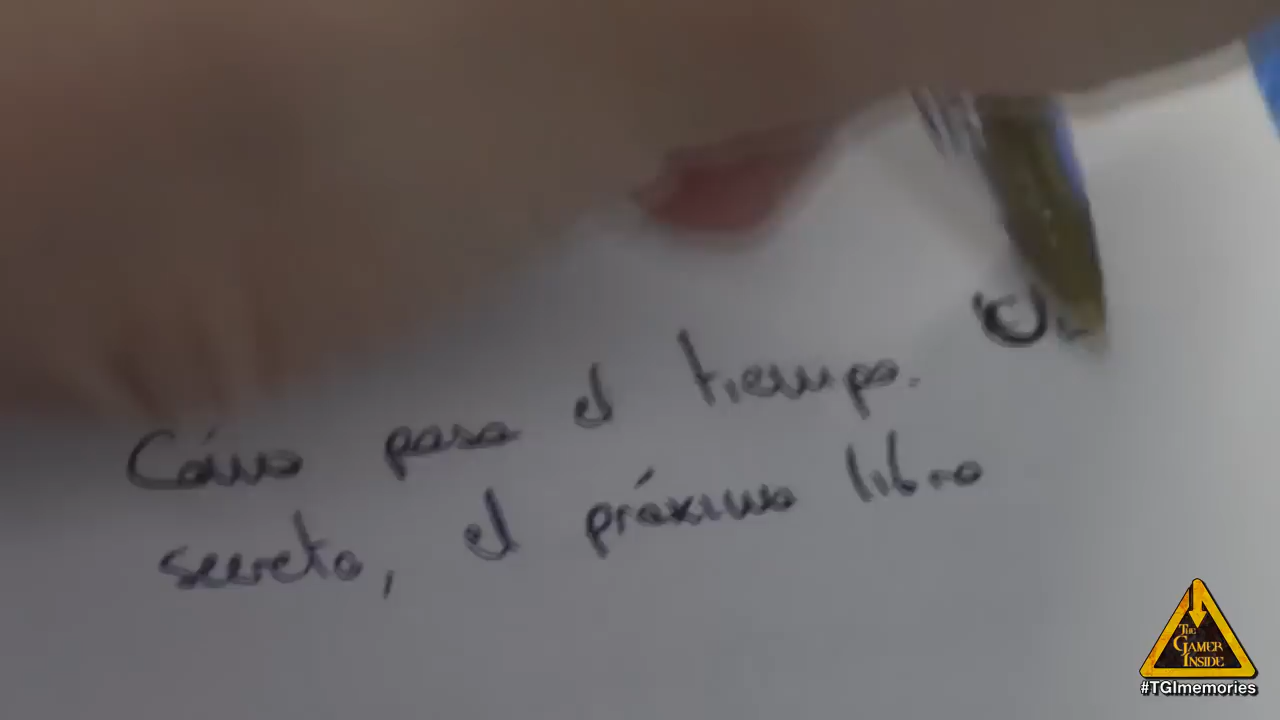 Cómo pasa el tiempo.
secreto, el próximo libro
THE
GAMER
INSIDE
#TGImemories